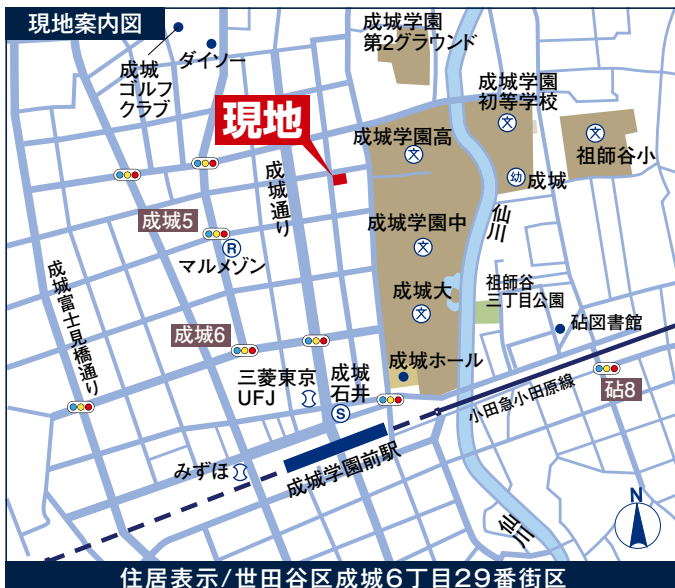 現地案内図
成城学園
第2グラウンド
ダイソー
成城
ゴルフ
クラブ
成城学園
初等学校
文
現地
成城学園高
文
文
祖師谷小
幼
成城
成城通り
仙川
成城5
R
マルメゾン
成城学園中
文
成城富士見橋通り
祖師谷
三丁目公園
成城大
文
砧図書館
成城6
成城ホール
三菱東京
UFJ
成城
石井
S
小田急小田原線
砧8
みずほ
成城学園前駅
仙川
N
住居表示/世田谷区成城6丁目29番街区